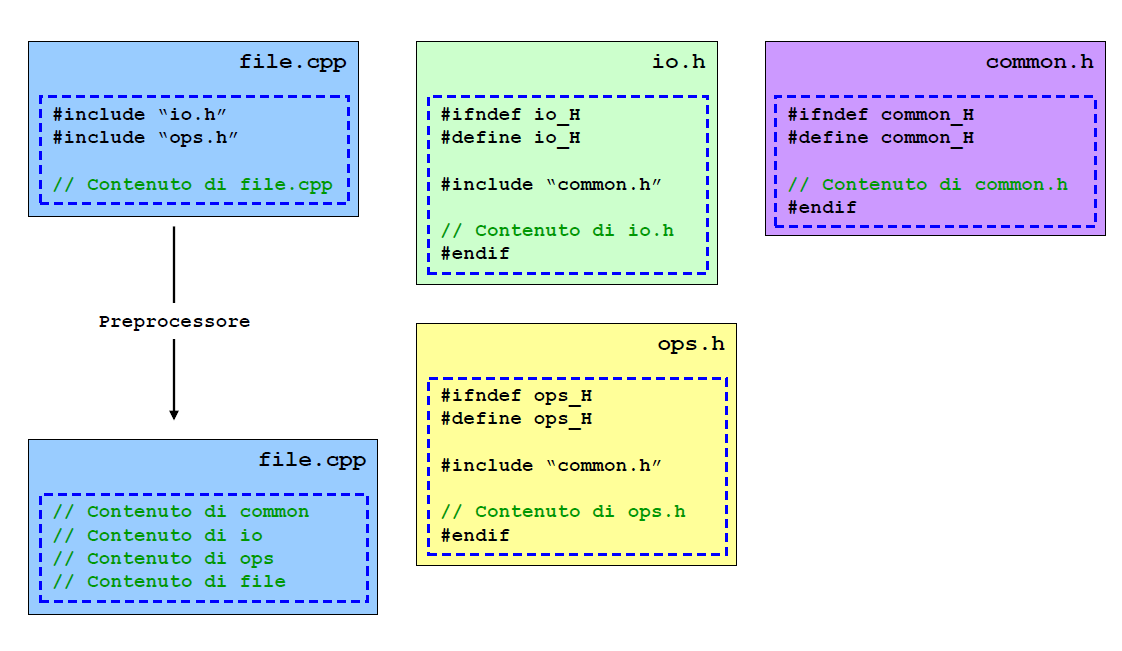 file.cpp
#include “io.h”
#include “ops.h”
// Contenuto di file.cpp
Preprocessore
file.cpp
// Contenuto di common
// Contenuto di io
// Contenuto di ops
// Contenuto di file
io.h
#ifndef io_H
#define io_H
#include “common.h”
// Contenuto di io.h
#endif
ops.h
#ifndef ops_H
#define ops_H
#include “common.h”
// Contenuto di ops.h
#endif
common.h
#ifndef common_H
#define common_H
// Contenuto di common.h
#endif